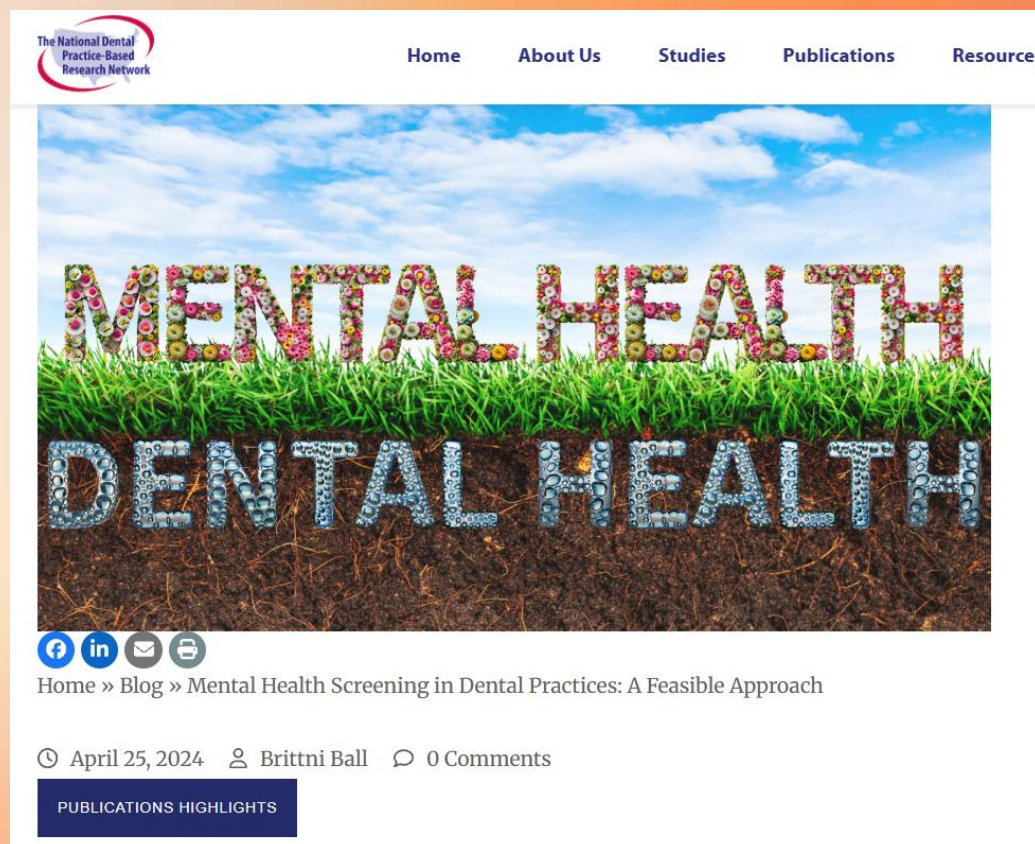 The National Dental
Practice-Based
Research Network
Home About Us Studies Publications Resource
MENTAL HEALTH
DENTAL HEALTH
Home » Blog » Mental Health Screening in Dental Practices: A Feasible Approach
April 25, 2024 Brittni Ball 0 Comments
PUBLICATIONS HIGHLIGHTS